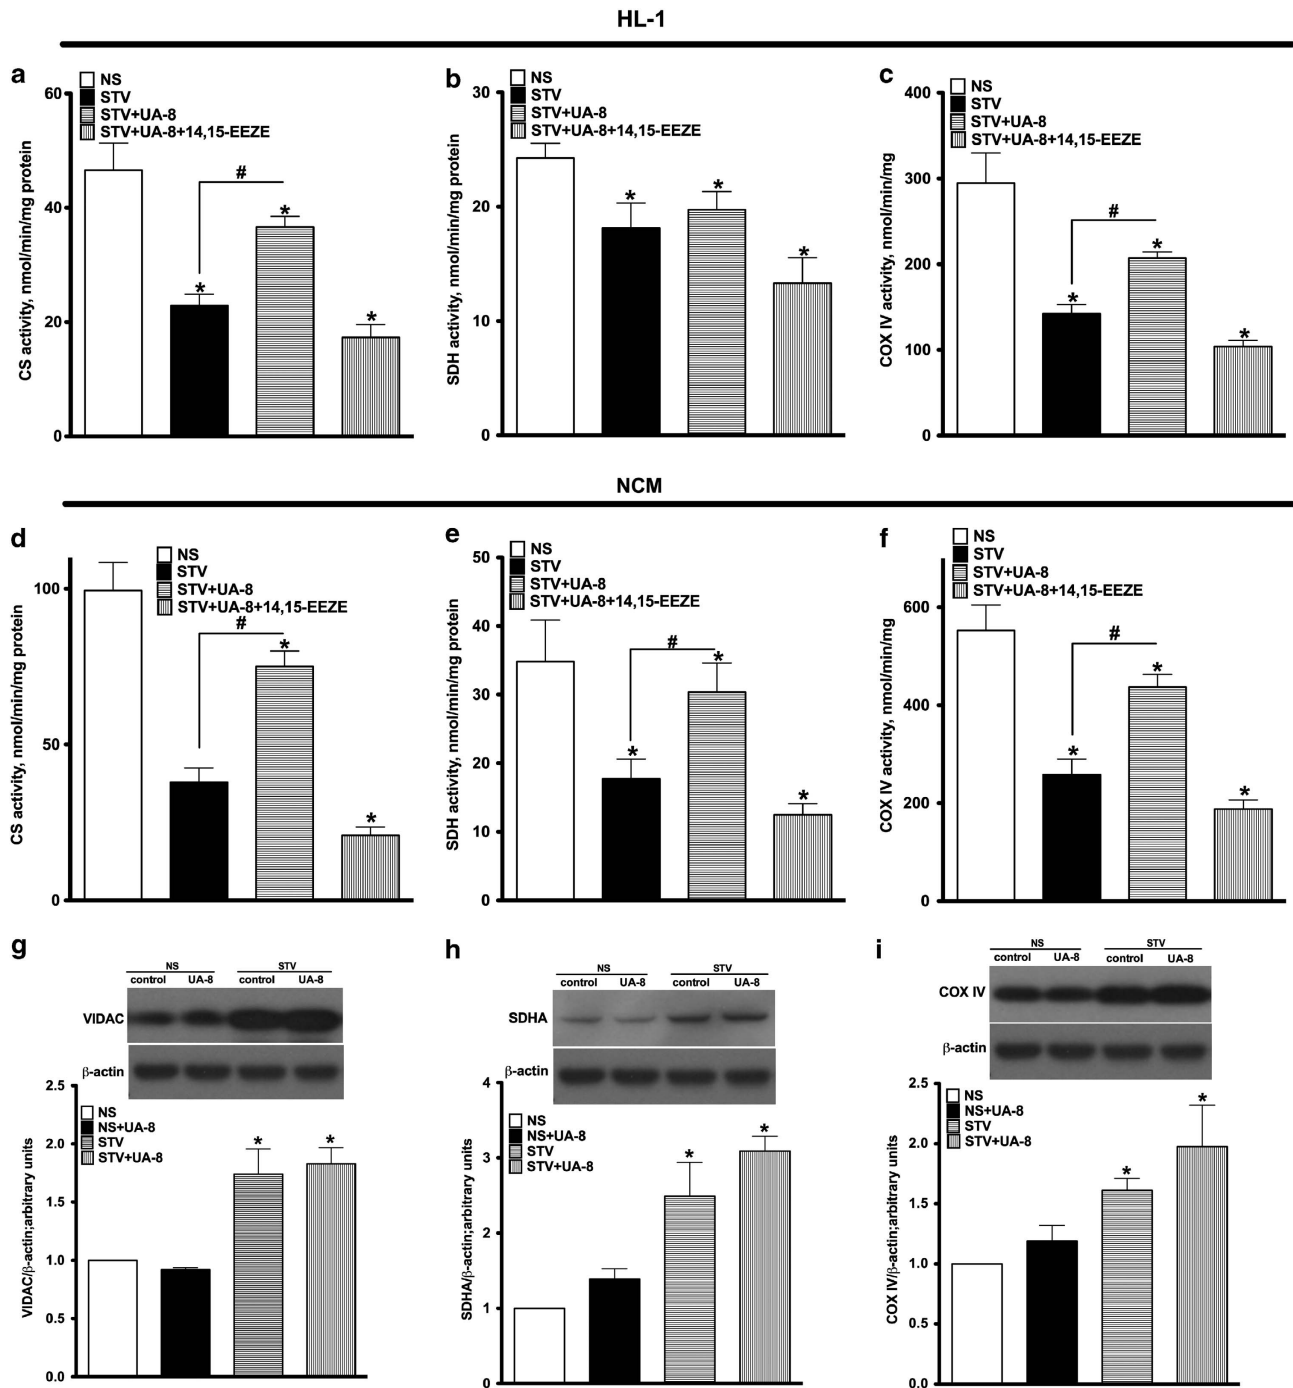 HL-1
a
NS
STV
STV+UA-8
STV+UA-8+14,15-EEZE
CS activity, nmol/min/mg protein
60
40
20
0
#
*
*
*
b
NS
STV
STV+UA-8
STV+UA-8+14,15-EEZE
SDH activity, nmol/min/mg protein
30
20
10
0
*
*
*
c
NS
STV
STV+UA-8
STV+UA-8+14,15-EEZE
COX IV activity, nmol/min/mg
400
300
200
100
0
#
*
*
*
NCM
d
NS
STV
STV+UA-8
STV+UA-8+14,15-EEZE
CS activity, nmol/min/mg protein
100
50
0
#
*
*
e
NS
STV
STV+UA-8
STV+UA-8+14,15-EEZE
SDH activity, nmol/min/mg protein
50
40
30
20
10
0
#
*
*
*
f
NS
STV
STV+UA-8
STV+UA-8+14,15-EEZE
COX IV activity, nmol/min/mg
600
400
200
0
#
*
*
*
g
NS STV
control UA-8 control UA-8
VIDAC
β-actin
NS
NS+UA-8
STV
STV+UA-8
VIDAC/β-actin;arbitrary units
2.5
2.0
1.5
1.0
0.5
0.0
*
*
h
NS STV
control UA-8 control UA-8
SDHA
β-actin
NS
NS+UA-8
STV
STV+UA-8
SDHA/β-actin;arbitrary units
4
3
2
1
0
*
*
i
NS STV
control UA-8 control UA-8
COX IV
β-actin
NS
NS+UA-8
STV
STV+UA-8
COX IV/β-actin;arbitrary units
2.5
2.0
1.5
1.0
0.5
0.0
*
*